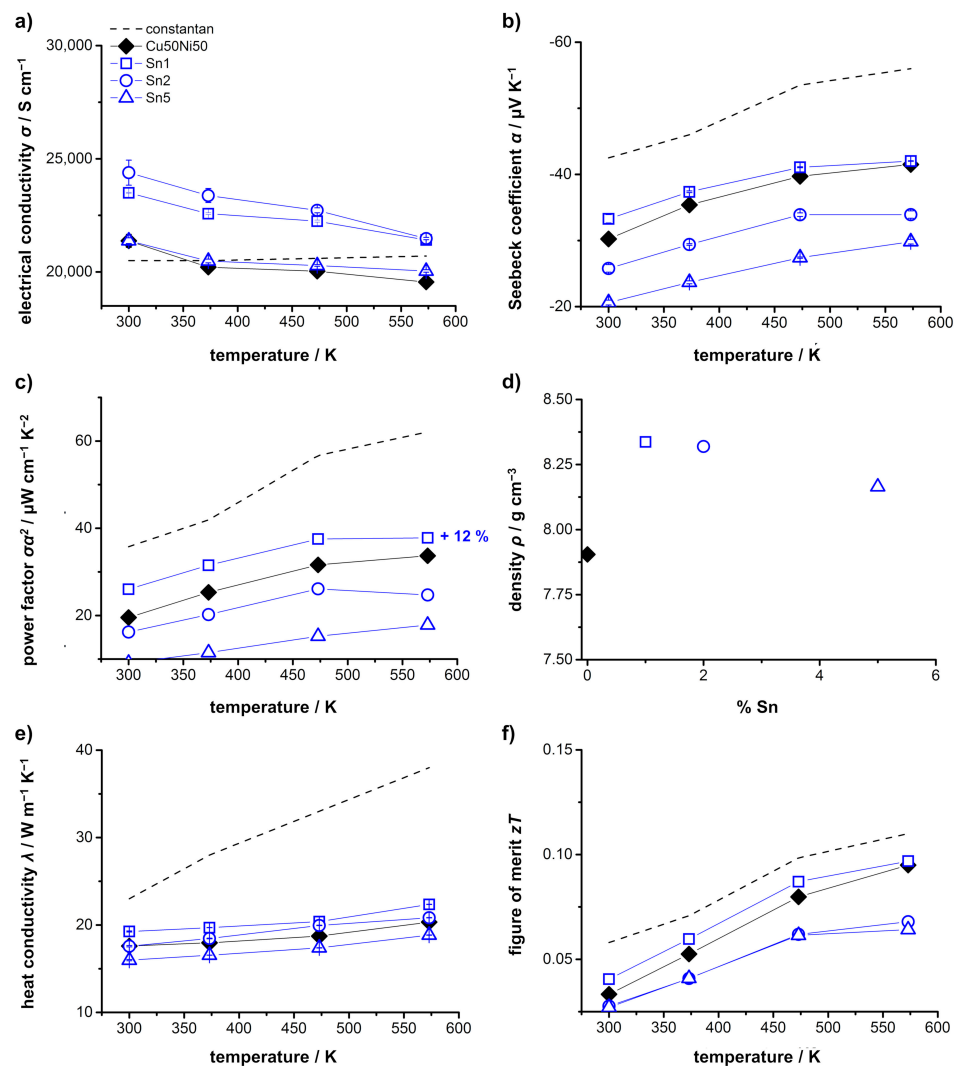 a)
constantan
Cu50Ni50
Sn1
Sn2
Sn5
30,000
25,000
20,000
electrical conductivity σ / S cm⁻¹
300 350 400 450 500 550 600
temperature / K
b)
-60
-40
-20
Seebeck coefficient α / µV K⁻¹
300 350 400 450 500 550 600
temperature / K
c)
60
40
20
power factor σα² / µW cm⁻¹ K⁻²
+ 12 %
300 350 400 450 500 550 600
temperature / K
d)
8.50
8.25
8.00
7.75
7.50
density ρ / g cm⁻³
0 2 4 6
% Sn
e)
40
30
20
10
heat conductivity λ / W m⁻¹ K⁻¹
300 350 400 450 500 550 600
temperature / K
f)
0.15
0.10
0.05
figure of merit zT
300 350 400 450 500 550 600
temperature / K